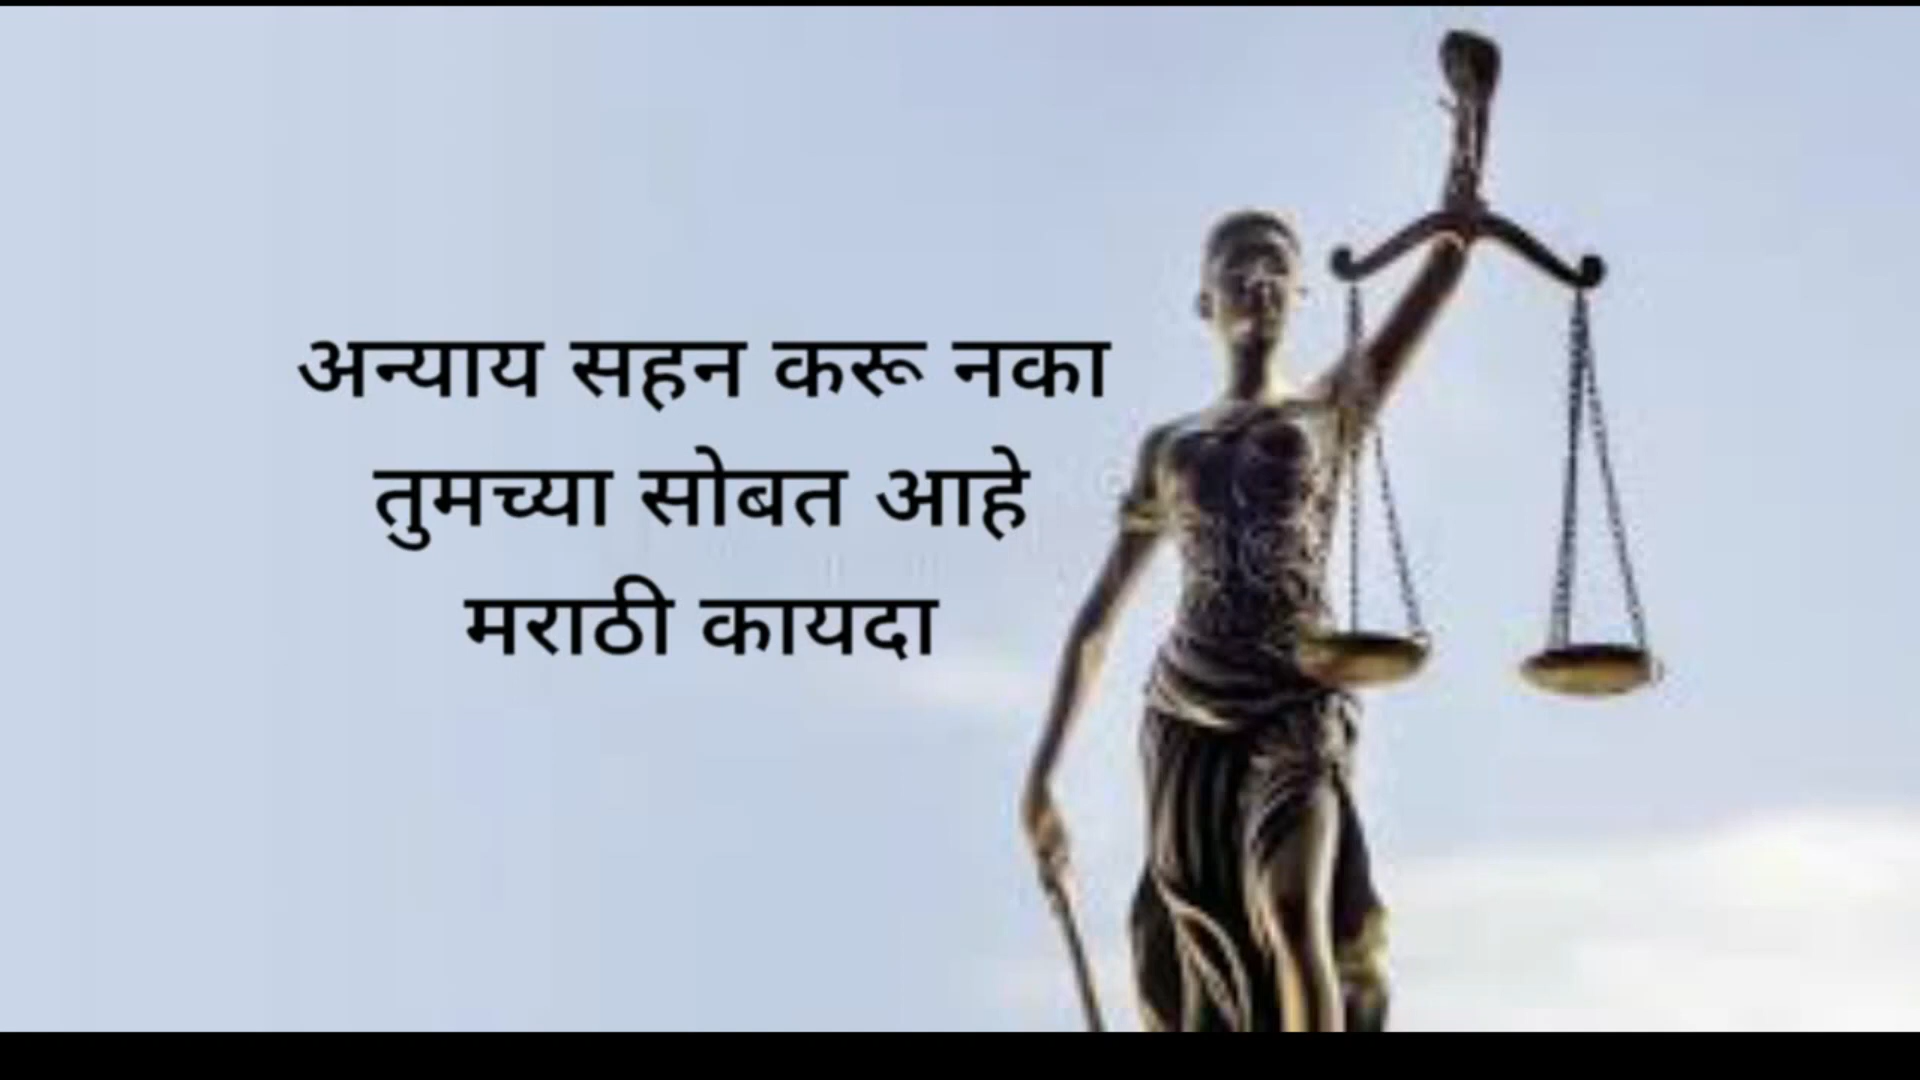 अन्याय सहन करू नका
तुमच्या सोबत आहे
मराठी कायदा